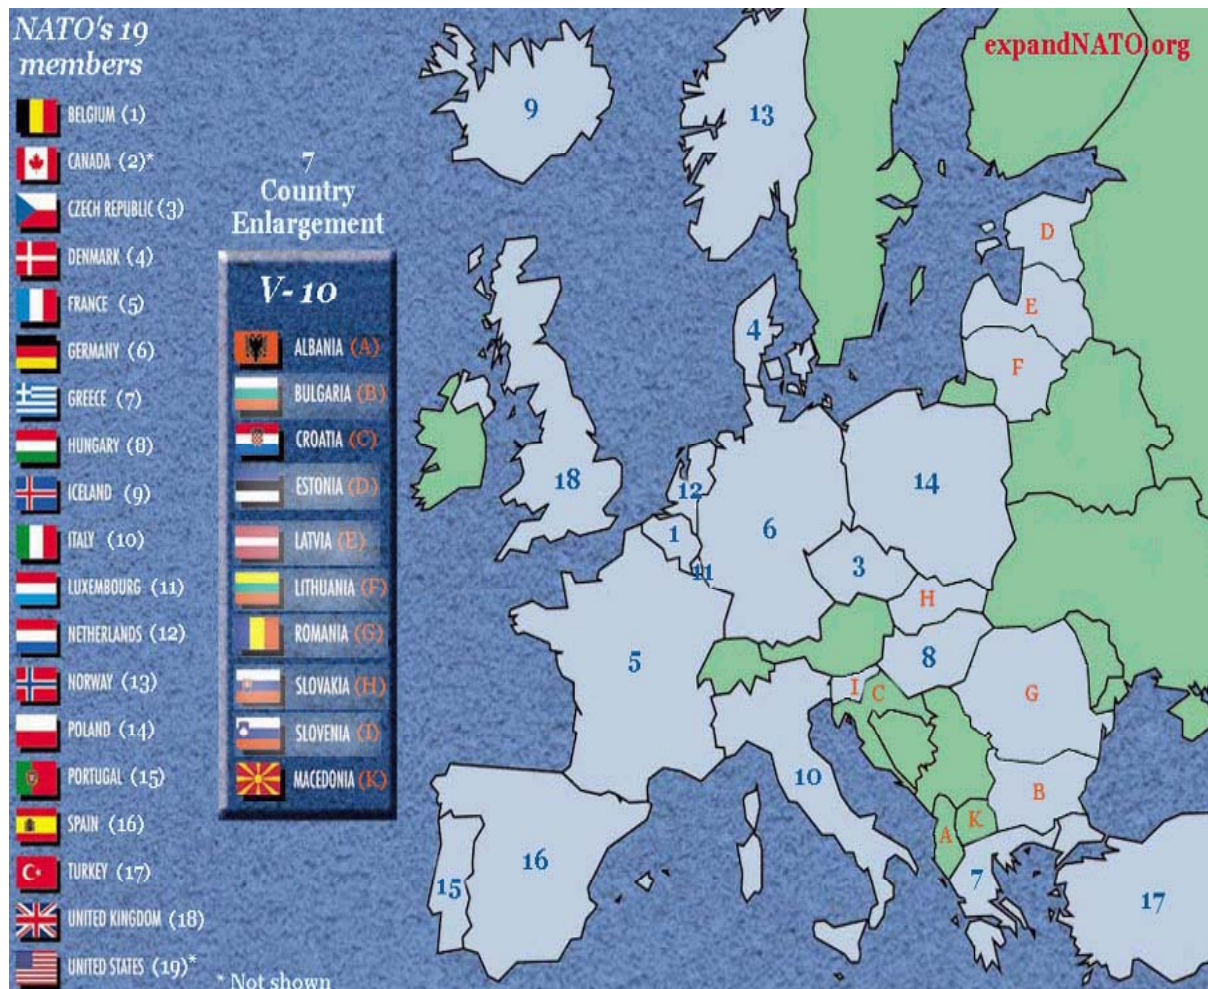 NATO's 19
members
BELGIUM (1)
CANADA (2)*
CZECH REPUBLIC (3)
DENMARK (4)
FRANCE (5)
GERMANY (6)
GREECE (7)
HUNGARY (8)
ICELAND (9)
ITALY (10)
LUXEMBOURG (11)
NETHERLANDS (12)
NORWAY (13)
POLAND (14)
PORTUGAL (15)
SPAIN (16)
TURKEY (17)
UNITED KINGDOM (18)
UNITED STATES (19)*
* Not shown
7
Country
Enlargement
V-10
ALBANIA (A)
BULGARIA (B)
CROATIA (C)
ESTONIA (D)
LATVIA (E)
LITHUANIA (F)
ROMANIA (G)
SLOVAKIA (H)
SLOVENIA (I)
MACEDONIA (K)
expandNATO.org
9
13
D
E
4
F
18
12
14
1
6
11
3
H
5
8
I
C
G
10
B
K
A
16
15
7
17